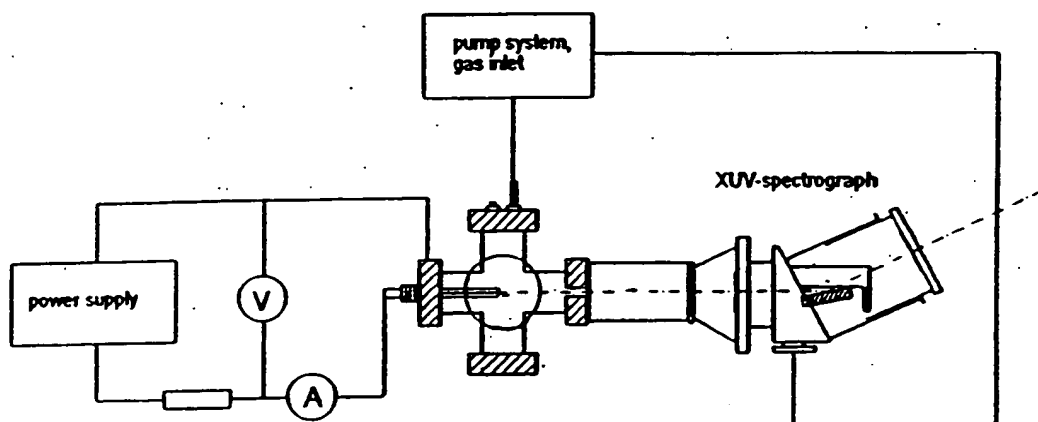 pump system,
gas inlet
XUV-spectrograph
power supply
V
A